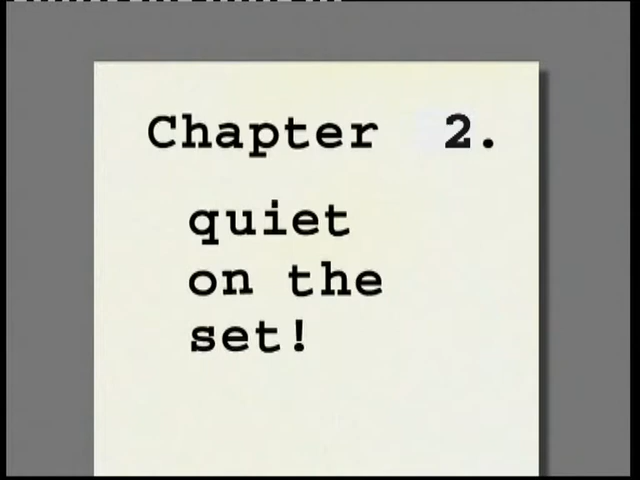 Chapter 2.
quiet
on the
set!